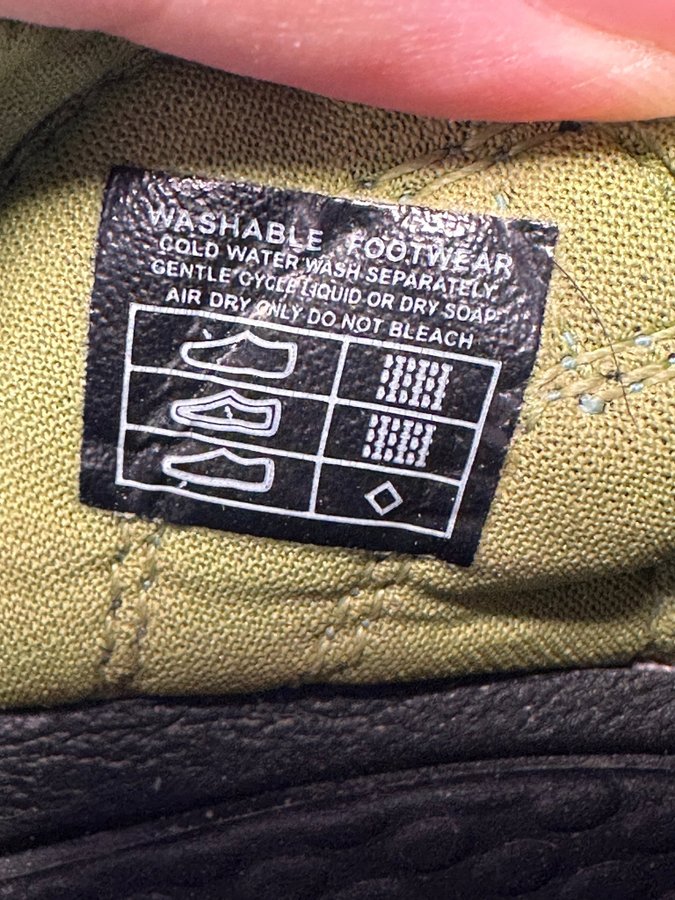 WASHABLE FOOTWEAR
COLD WATER WASH SEPARATELY
GENTLE CYCLE LIQUID OR DRY SOAP
AIR DRY ONLY DO NOT BLEACH